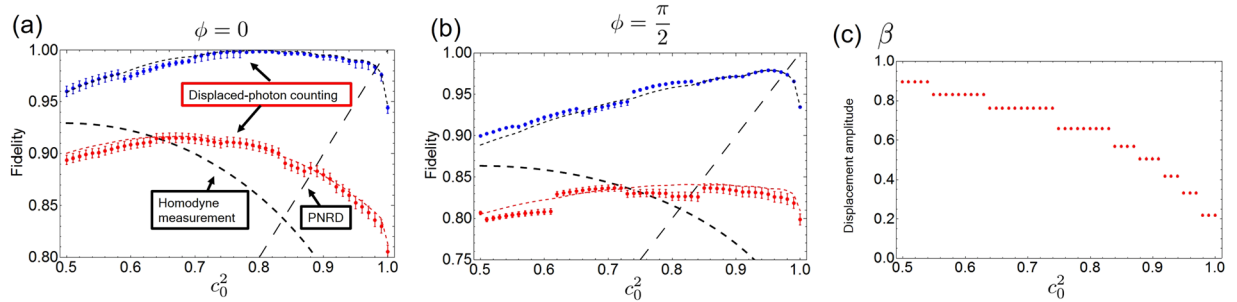 (a)
ϕ = 0
1.00
0.95
0.90
0.85
0.80
Fidelity
Displaced-photon counting
Homodyne
measurement
PNRD
0.5 0.6 0.7 0.8 0.9 1.0
c₀²
(b)
ϕ = π/2
1.00
0.95
0.90
0.85
0.80
0.75
Fidelity
0.5 0.6 0.7 0.8 0.9 1.0
c₀²
(c)
β
1.0
0.8
0.6
0.4
0.2
Displacement amplitude
0.5 0.6 0.7 0.8 0.9 1.0
c₀²